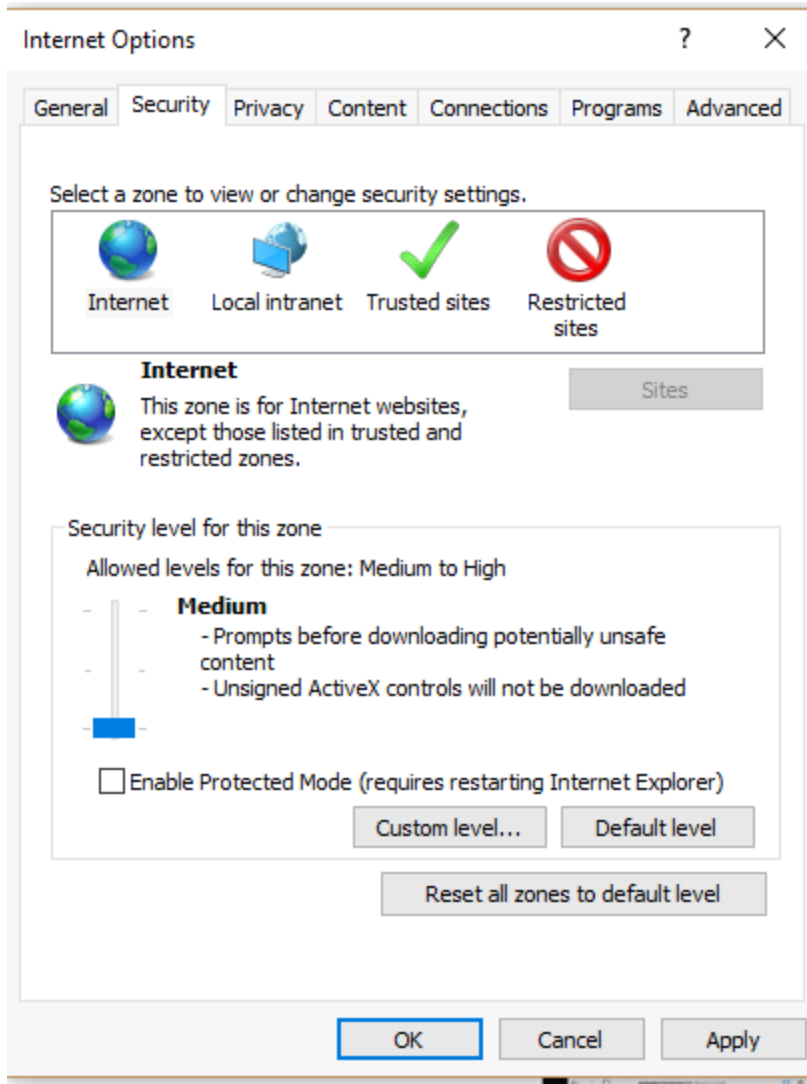 Internet Options
?
General Security Privacy Content Connections Programs Advanced
Select a zone to view or change security settings.
Internet Local intranet Trusted sites Restricted
sites
Internet
Sites
This zone is for Internet websites,
except those listed in trusted and
restricted zones.
Security level for this zone
Allowed levels for this zone: Medium to High
Medium
- Prompts before downloading potentially unsafe
content
- Unsigned ActiveX controls will not be downloaded
Enable Protected Mode (requires restarting Internet Explorer)
Custom level... Default level
Reset all zones to default level
OK Cancel Apply